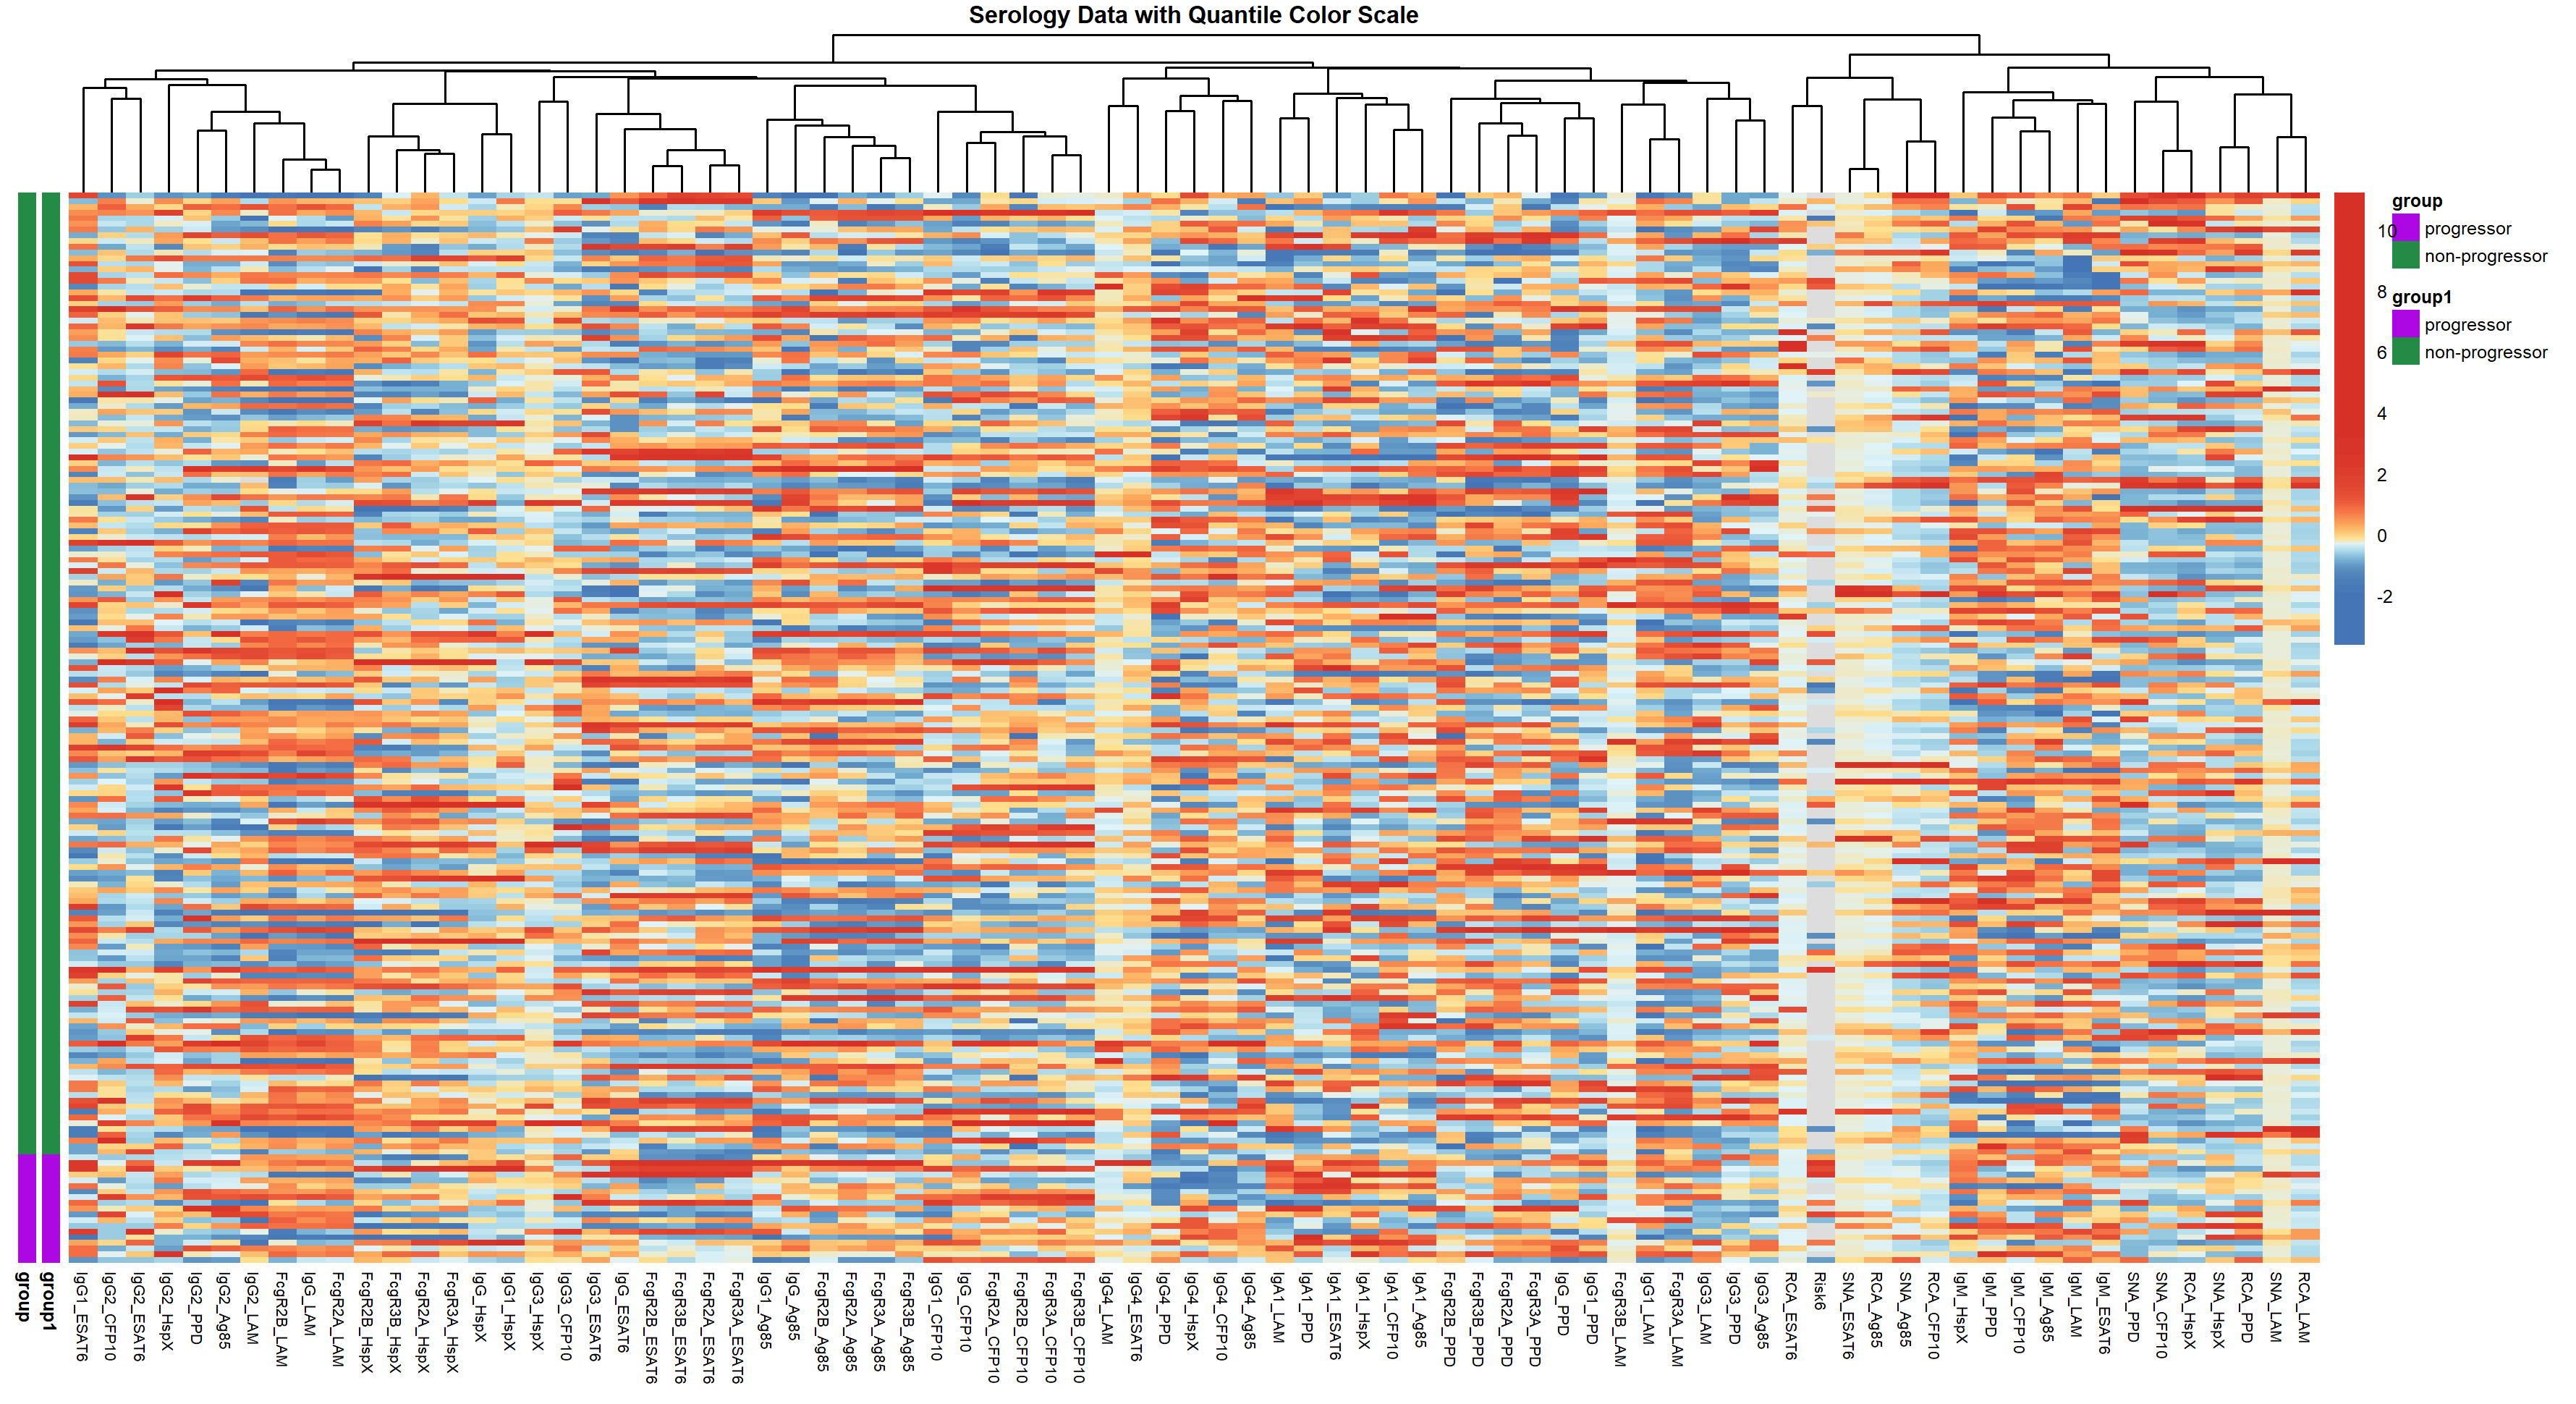 Serology Data with Quantile Color Scale
group
progressor
non-progressor
group1
progressor
non-progressor
10
8
6
4
2
0
-2
group
group1
IgG1_ESAT6
IgG2_CFP10
IgG2_ESAT6
IgG2_HspX
IgG2_PPD
IgG2_Ag85
IgG2_LAM
FcgR2B_LAM
IgG_LAM
FcgR2A_LAM
FcgR2B_HspX
FcgR3B_HspX
FcgR2A_HspX
FcgR3A_HspX
IgG_HspX
IgG1_HspX
IgG3_HspX
IgG3_CFP10
IgG3_ESAT6
IgG_ESAT6
FcgR2B_ESAT6
FcgR3B_ESAT6
FcgR2A_ESAT6
FcgR3A_ESAT6
IgG1_Ag85
IgG_Ag85
FcgR2B_Ag85
FcgR2A_Ag85
FcgR3A_Ag85
FcgR3B_Ag85
IgG1_CFP10
IgG_CFP10
FcgR2A_CFP10
FcgR2B_CFP10
FcgR3A_CFP10
FcgR3B_CFP10
IgG4_LAM
IgG4_ESAT6
IgG4_PPD
IgG4_HspX
IgG4_CFP10
IgG4_Ag85
IgA1_LAM
IgA1_PPD
IgA1_ESAT6
IgA1_HspX
IgA1_CFP10
IgA1_Ag85
FcgR2B_PPD
FcgR3B_PPD
FcgR2A_PPD
FcgR3A_PPD
IgG_PPD
IgG1_PPD
FcgR3B_LAM
IgG1_LAM
FcgR3A_LAM
IgG3_LAM
IgG3_PPD
IgG3_Ag85
RCA_ESAT6
Risk6
SNA_ESAT6
RCA_Ag85
SNA_Ag85
RCA_CFP10
IgM_HspX
IgM_PPD
IgM_CFP10
IgM_Ag85
IgM_LAM
IgM_ESAT6
SNA_PPD
SNA_CFP10
RCA_HspX
SNA_HspX
RCA_PPD
SNA_LAM
RCA_LAM